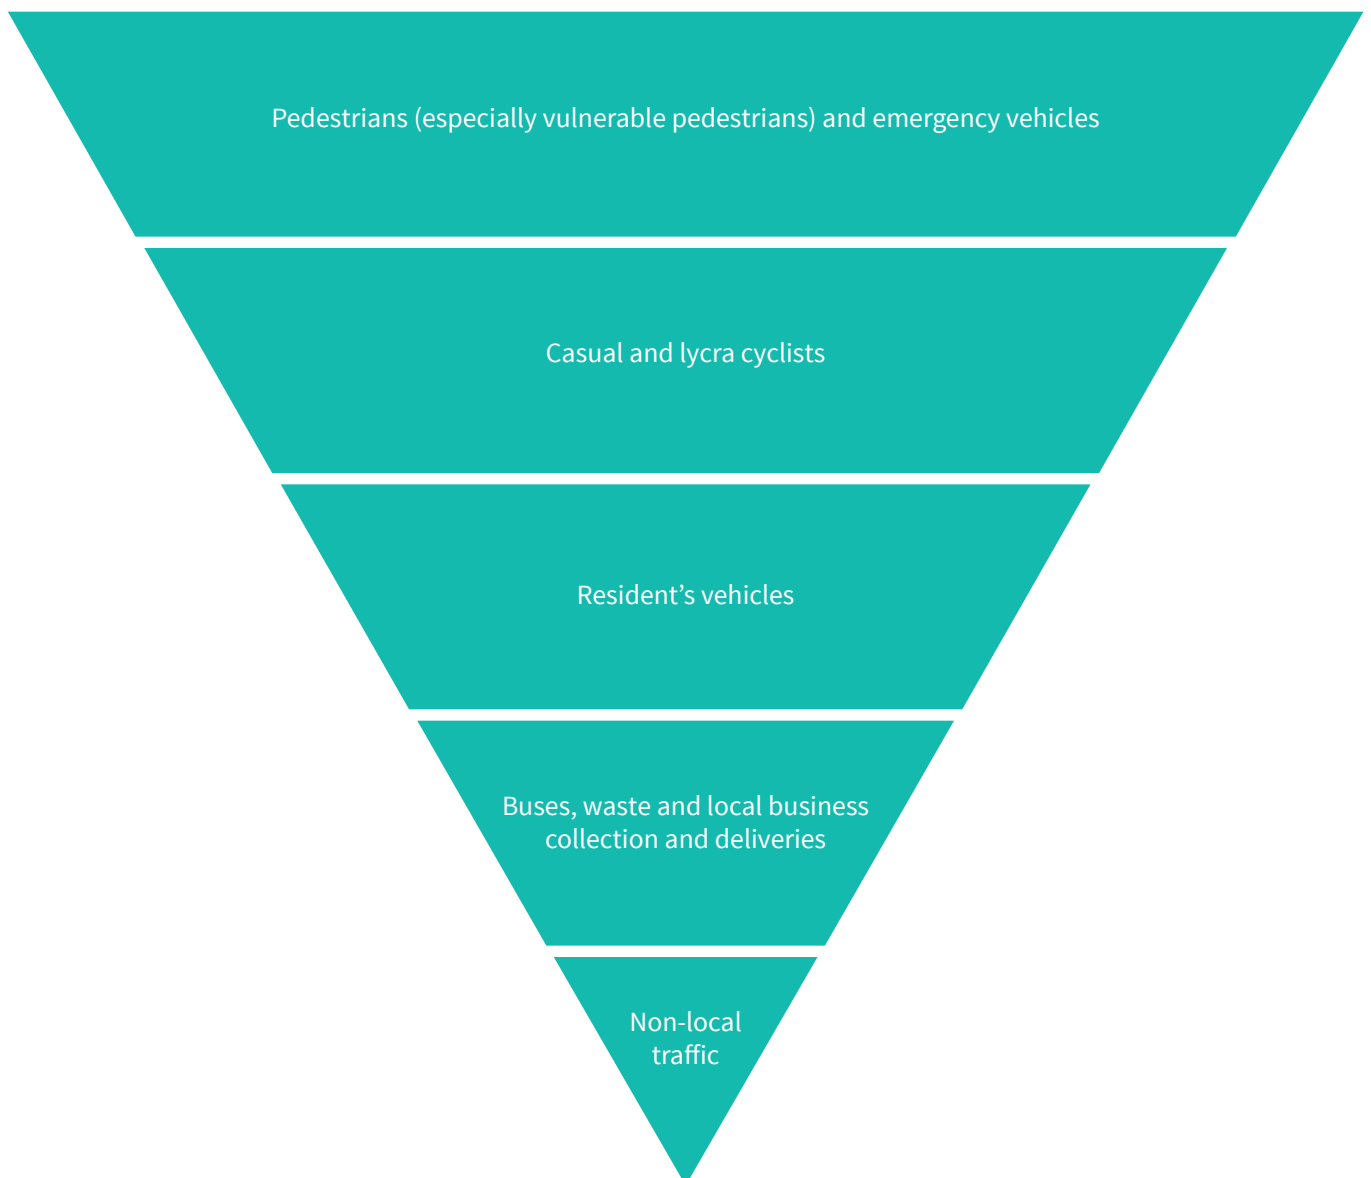 Pedestrians (especially vulnerable pedestrians) and emergency vehicles
Casual and lycra cyclists
Resident’s vehicles
Buses, waste and local business
collection and deliveries
Non-local
traffic